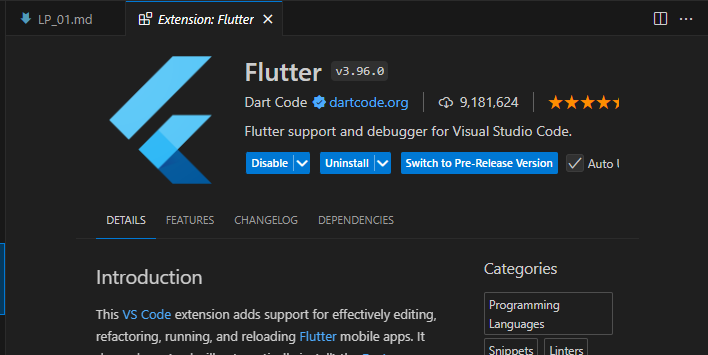 LP_01.md
Extension: Flutter
Flutter
v3.96.0
Dart Code dartcode.org 9,181,624
Flutter support and debugger for Visual Studio Code.
Disable Uninstall Switch to Pre-Release Version Auto
DETAILS FEATURES CHANGELOG DEPENDENCIES
Introduction
This VS Code extension adds support for effectively editing,
refactoring, running, and reloading Flutter mobile apps. It
Categories
Programming
Languages
Snippets Linters